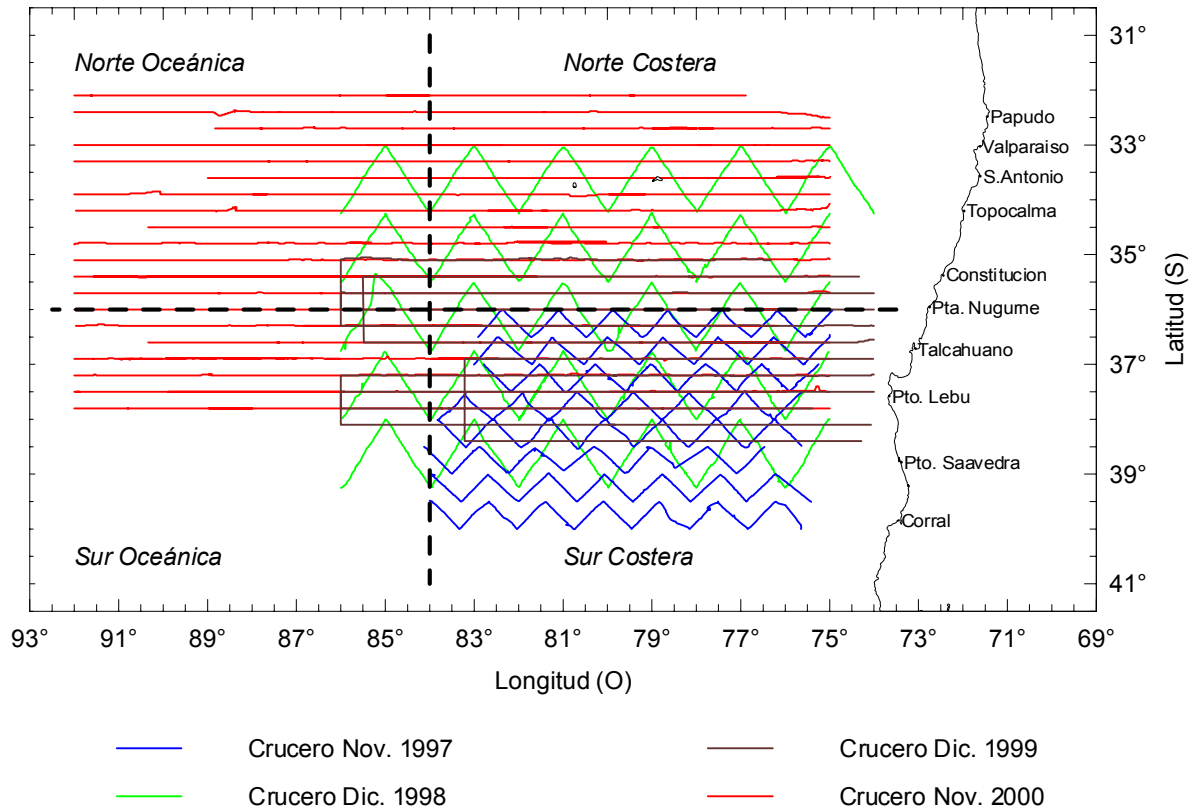 31°
Norte Oceánica
Norte Costera
Papudo
Valparaiso
33°
S.Antonio
Topocalma
35°
Constitucion
Pta. Nugurne
Talcahuano
37°
Pto. Lebu
Pto. Saavedra
39°
Corral
Sur Oceánica
Sur Costera
41°
Latitud (S)
93° 91° 89° 87° 85° 83° 81° 79° 77° 75° 73° 71° 69°
Longitud (O)
Crucero Nov. 1997
Crucero Dic. 1999
Crucero Dic. 1998
Crucero Nov. 2000